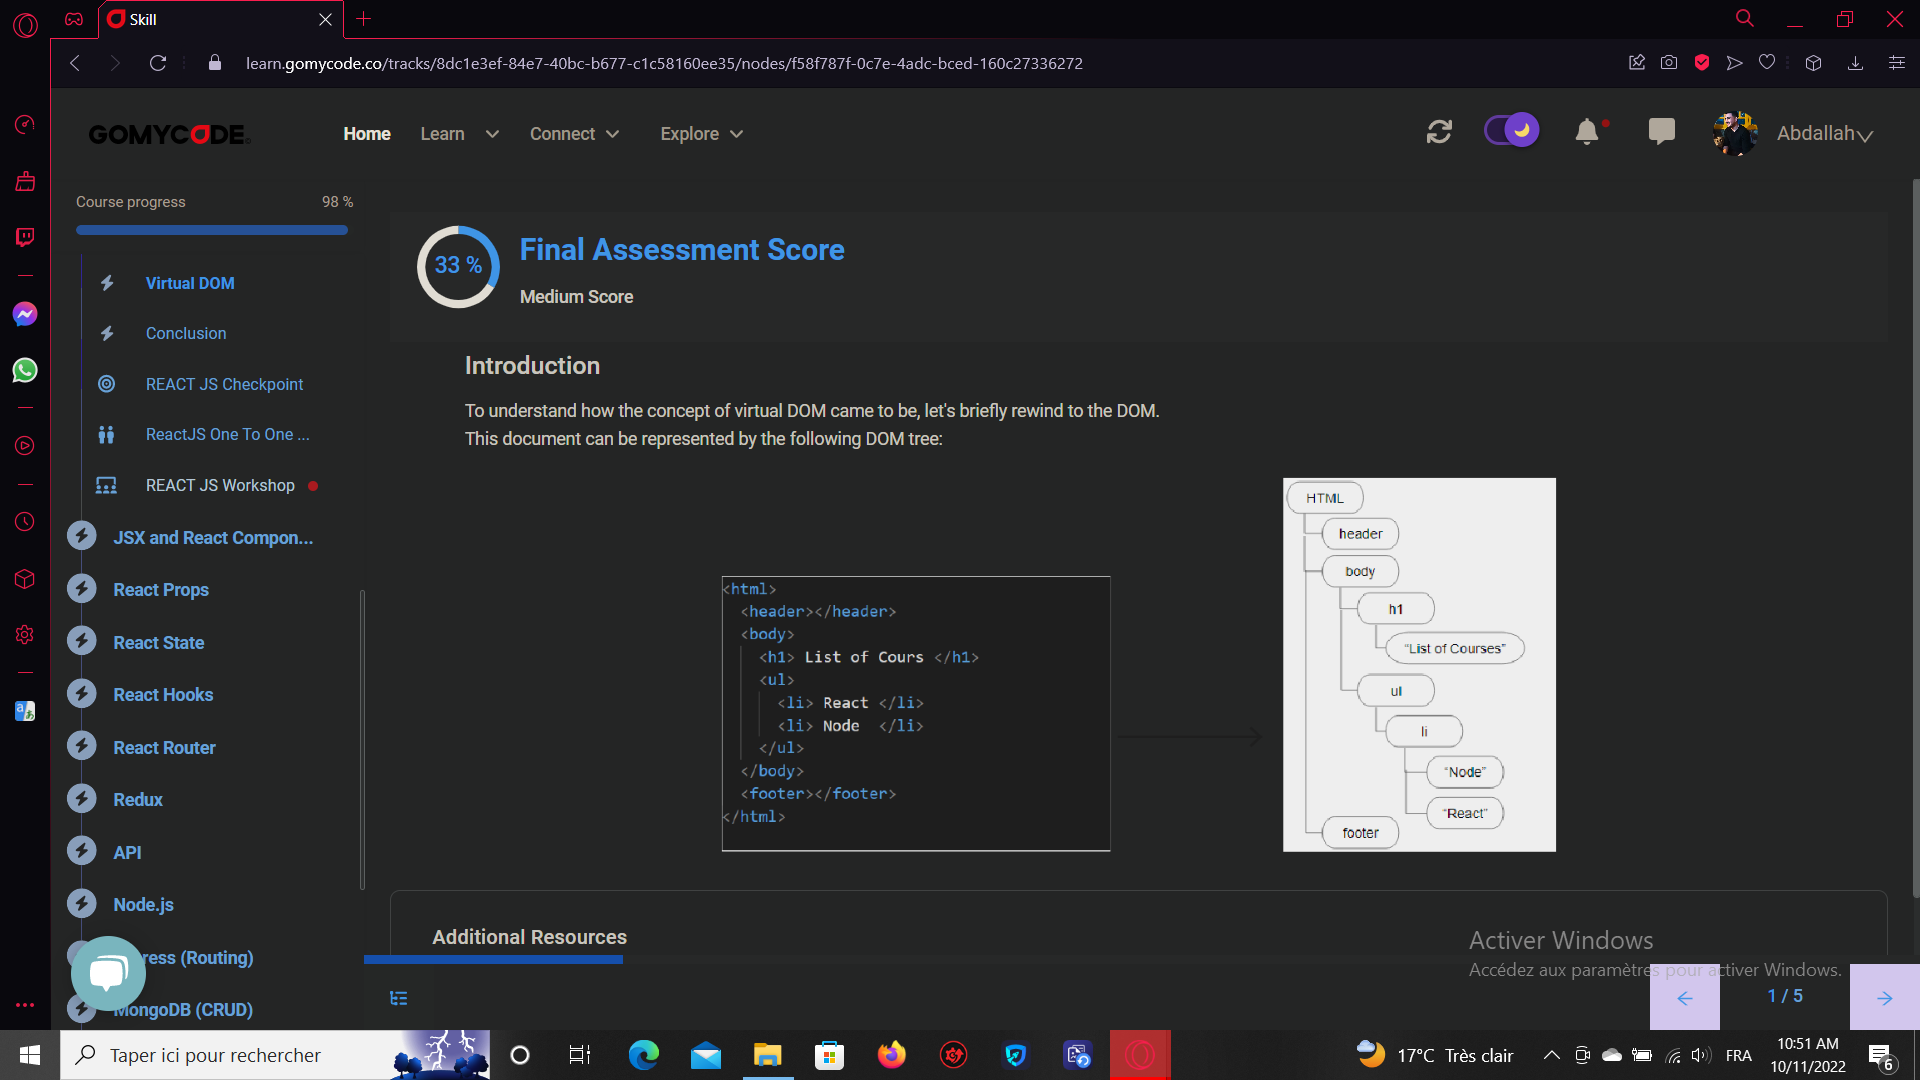 Skill
learn.gomycode.co/tracks/8dc1e3ef-84e7-40bc-b677-c1c58160ee35/nodes/f58f787f-0c7e-4adc-bced-160c27336272
GOMYCODE
Home
Learn
Connect
Explore
Abdallah
Course progress
98 %
Virtual DOM
Conclusion
REACT JS Checkpoint
ReactJS One To One ...
REACT JS Workshop
JSX and React Compon...
React Props
React State
React Hooks
React Router
Redux
API
Node.js
ress (Routing)
MongoDB (CRUD)
33 %
Final Assessment Score
Medium Score
Introduction
To understand how the concept of virtual DOM came to be, let's briefly rewind to the DOM.
This document can be represented by the following DOM tree:
<html>
<header></header>
<body>
<h1> List of Cours </h1>
<ul>
<li> React </li>
<li> Node </li>
</ul>
</body>
<footer></footer>
</html>
HTML
header
body
h1
"List of Courses"
ul
li
"Node"
"React"
footer
Additional Resources
Activer Windows
Accédez aux paramètres pour activer Windows.
1 / 5
Taper ici pour rechercher
17°C Très clair
FRA
10:51 AM
10/11/2022
6